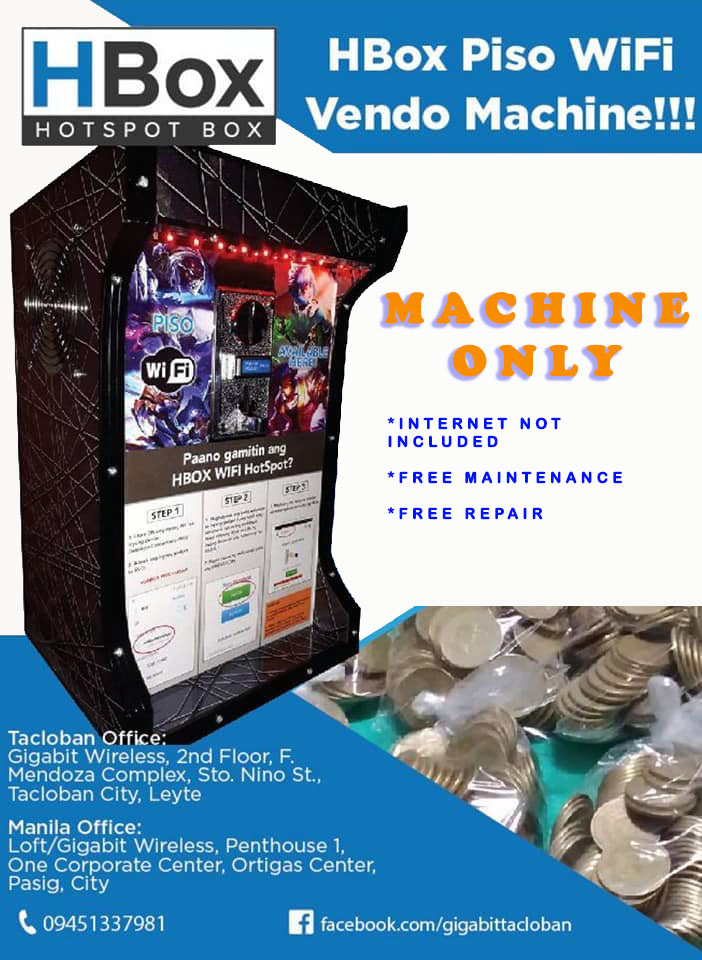 HBox
HOTSPOT BOX
HBox Piso WiFi
Vendo Machine!!!
PISO
WiFi
AVAILABLE
HERE!
Paano gamitin ang
HBOX WIFI HotSpot?
STEP 1
STEP 2
STEP 3
MACHINE
ONLY
*INTERNET NOT
INCLUDED
*FREE MAINTENANCE
*FREE REPAIR
Tacloban Office:
Gigabit Wireless, 2nd Floor, F.
Mendoza Complex, Sto. Nino St.,
Tacloban City, Leyte
Manila Office:
Loft/Gigabit Wireless, Penthouse 1,
One Corporate Center, Ortigas Center,
Pasig, City
09451337981
facebook.com/gigabittacloban